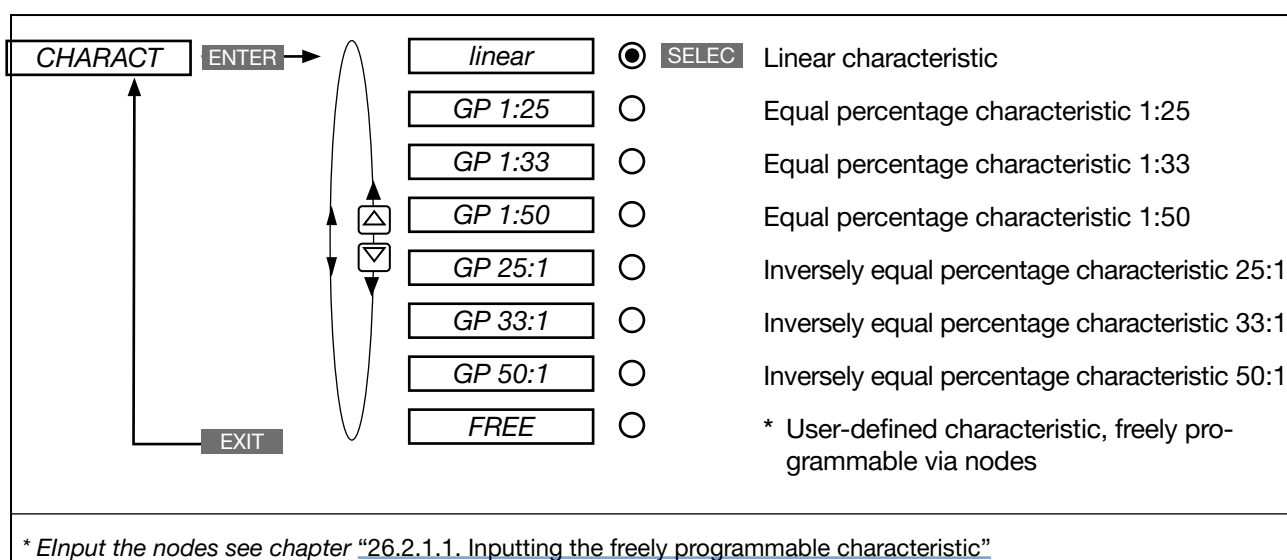 CHARACT ENTER linear SELEC Linear characteristic
GP 1:25 Equal percentage characteristic 1:25
GP 1:33 Equal percentage characteristic 1:33
GP 1:50 Equal percentage characteristic 1:50
GP 25:1 Inversely equal percentage characteristic 25:1
GP 33:1 Inversely equal percentage characteristic 33:1
GP 50:1 Inversely equal percentage characteristic 50:1
EXIT FREE * User-defined characteristic, freely pro-
grammable via nodes
* EInput the nodes see chapter "26.2.1.1. Inputting the freely programmable characteristic"